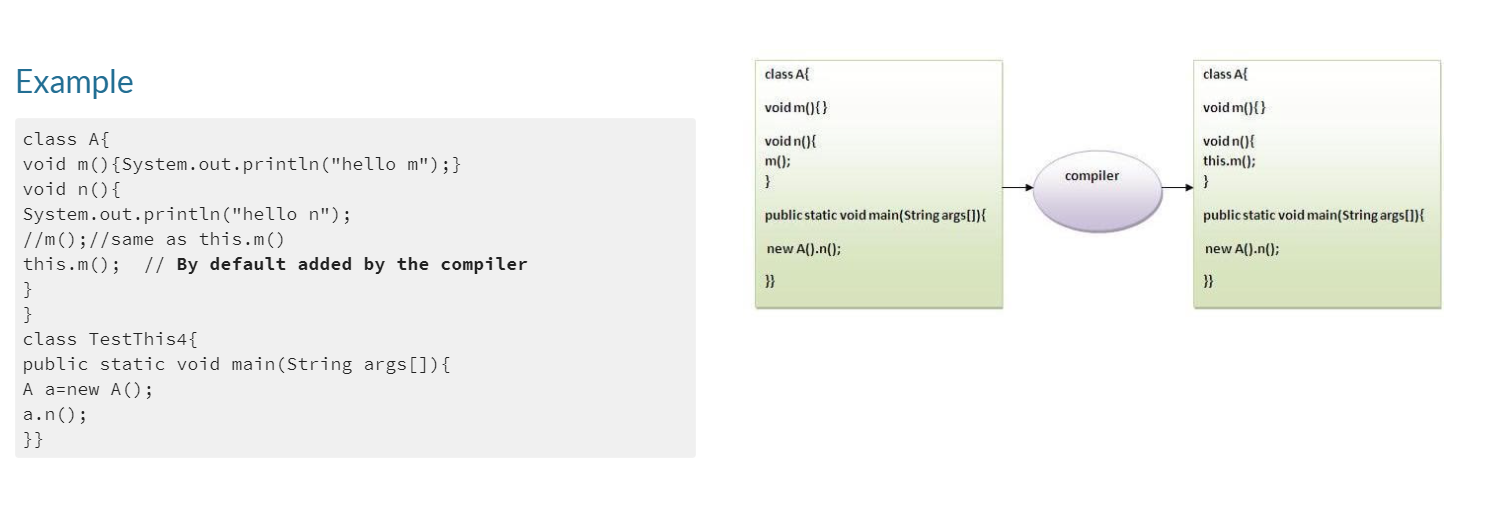 Example
class A{
void m(){System.out.println("hello m");}
void n(){
System.out.println("hello n");
//m();//same as this.m()
this.m();  // By default added by the compiler
}
}
class TestThis4{
public static void main(String args[]){
A a=new A();
a.n();
}}
class A{
void m(){}
void n(){
m();
}
public static void main(String args[]){
new A().n();
}}
compiler
class A{
void m(){}
void n(){
this.m();
}
public static void main(String args[]){
new A().n();
}}